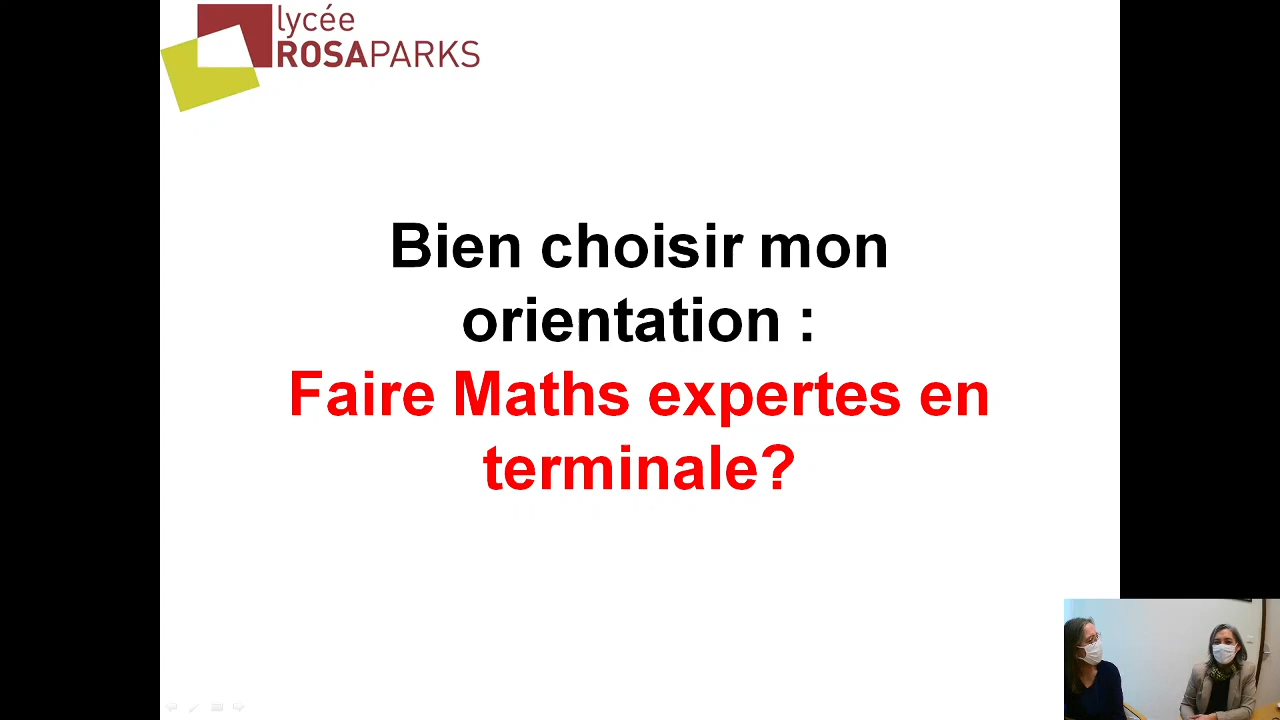 lycée
ROSAPARKS
Bien choisir mon
orientation :
Faire Maths expertes en
terminale?